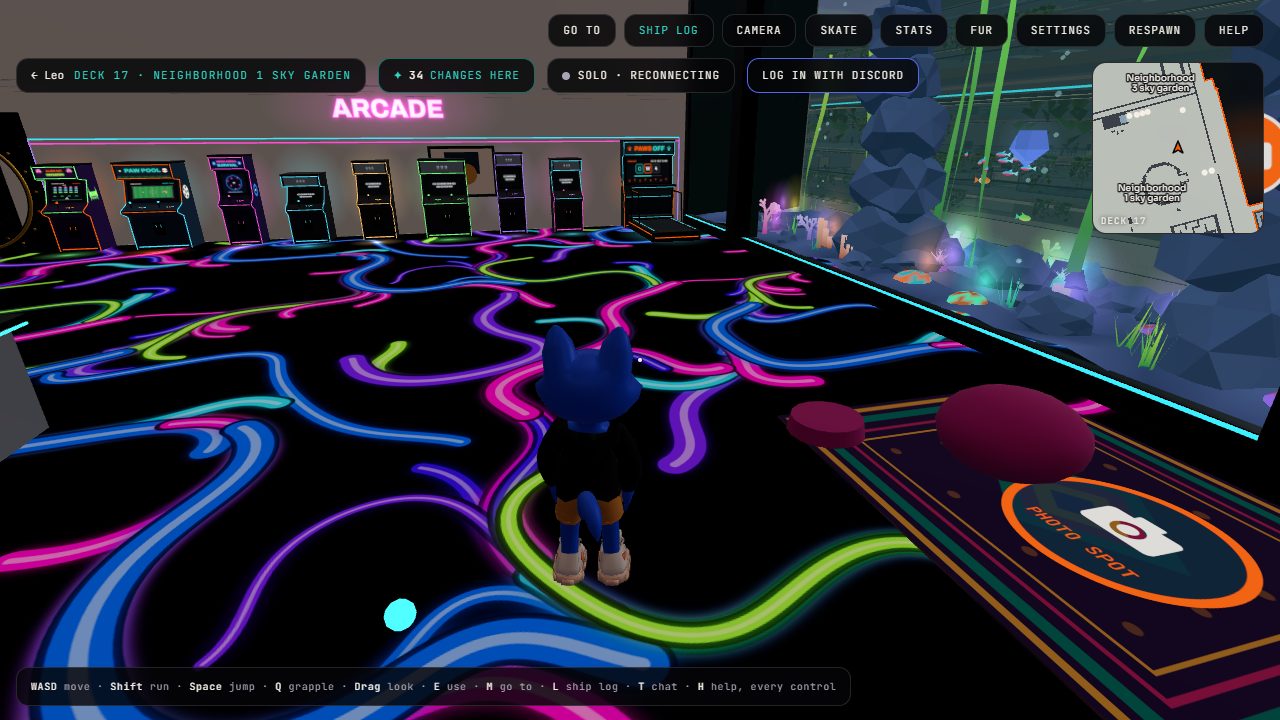 GO TO
SHIP LOG
CAMERA
SKATE
STATS
FUR
SETTINGS
RESPAWN
HELP
← Leo DECK 17 · NEIGHBORHOOD 1 SKY GARDEN
✦ 34 CHANGES HERE
SOLO · RECONNECTING
LOG IN WITH DISCORD
Neighborhood
3 sky garden
Neighborhood
1 sky garden
DECK 17
ARCADE
PAW POOL
PAWS OFF
PHOTO SPOT
WASD move · Shift run · Space jump · Q grapple · Drag look · E use · M go to · L ship log · T chat · H help, every control